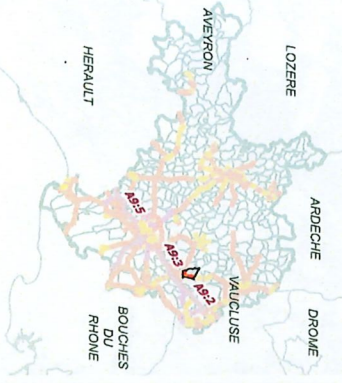 AVEYRON
LOZERE
HERAULT
ARDECHE
DROME
A9:5
A9:3
A9:2
VAUCLUSE
BOUCHES
DU
RHONE